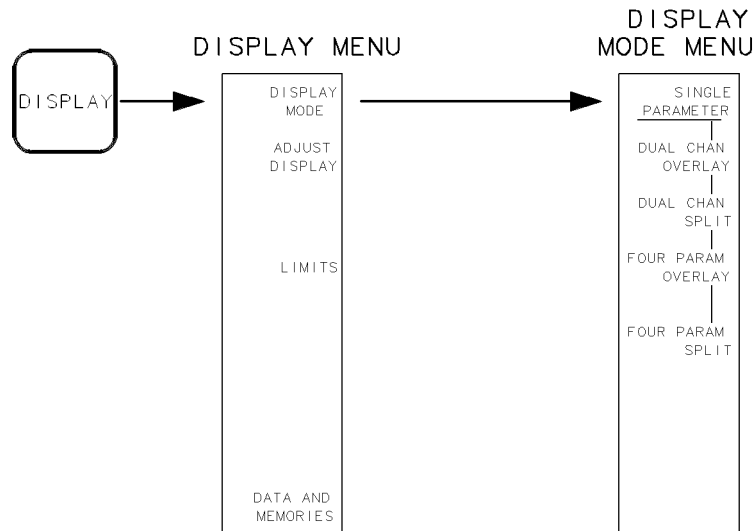 DISPLAY
DISPLAY MENU
DISPLAY
MODE
ADJUST
DISPLAY
LIMITS
DATA AND
MEMORIES
DISPLAY
MODE MENU
SINGLE
PARAMETER
DUAL CHAN
OVERLAY
DUAL CHAN
SPLIT
FOUR PARAM
OVERLAY
FOUR PARAM
SPLIT